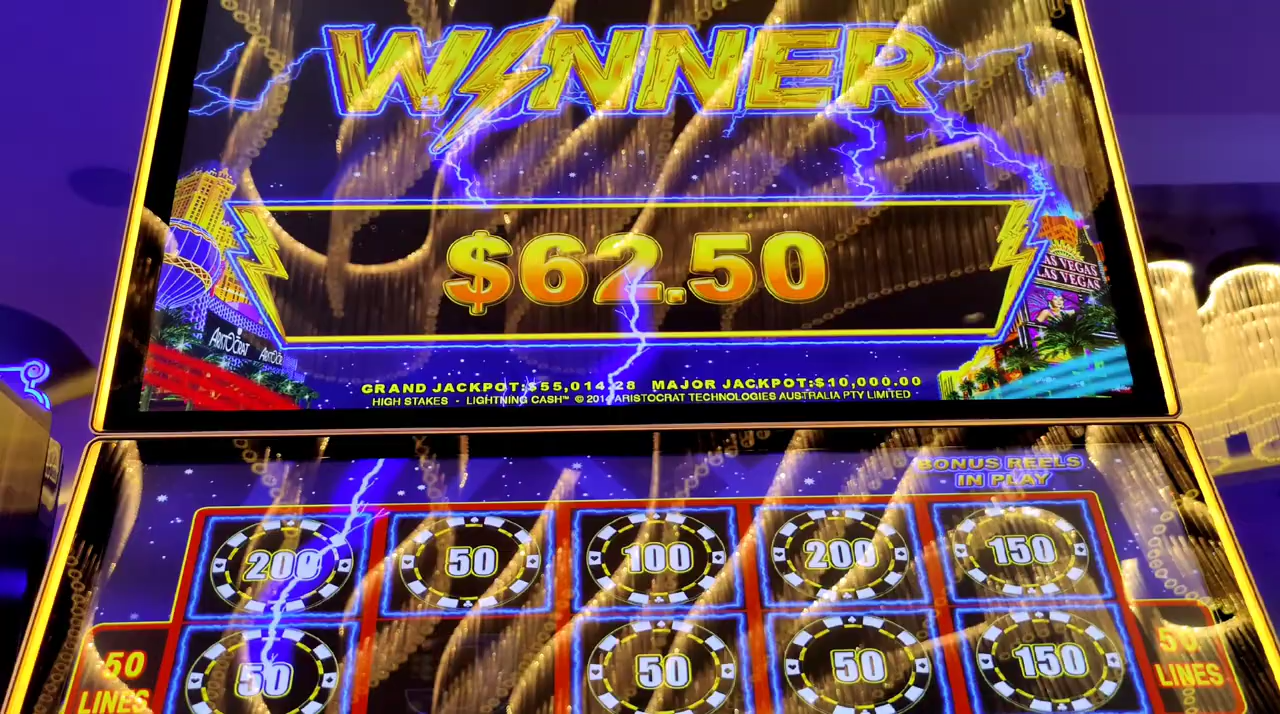 WINNER
$62.50
ARISTOCRAT
LAS VEGAS
LAS VEGAS
GRAND JACKPOT:$55,014.28 MAJOR JACKPOT:$10,000.00
HIGH STAKES - LIGHTNING CASH™ © 2014 ARISTOCRAT TECHNOLOGIES AUSTRALIA PTY LIMITED
BONUS REELS
IN PLAY
200 50 100 200 150
50 50 50 150
50
LINES
50
LINES